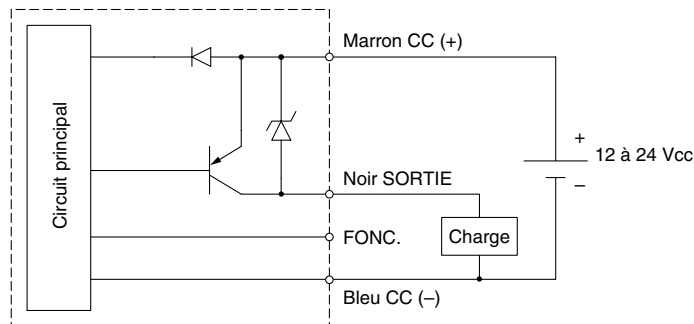 Circuit principal
Marron CC (+)
+
12 à 24 Vcc
–
Noir SORTIE
FONC.
Charge
Bleu CC (–)